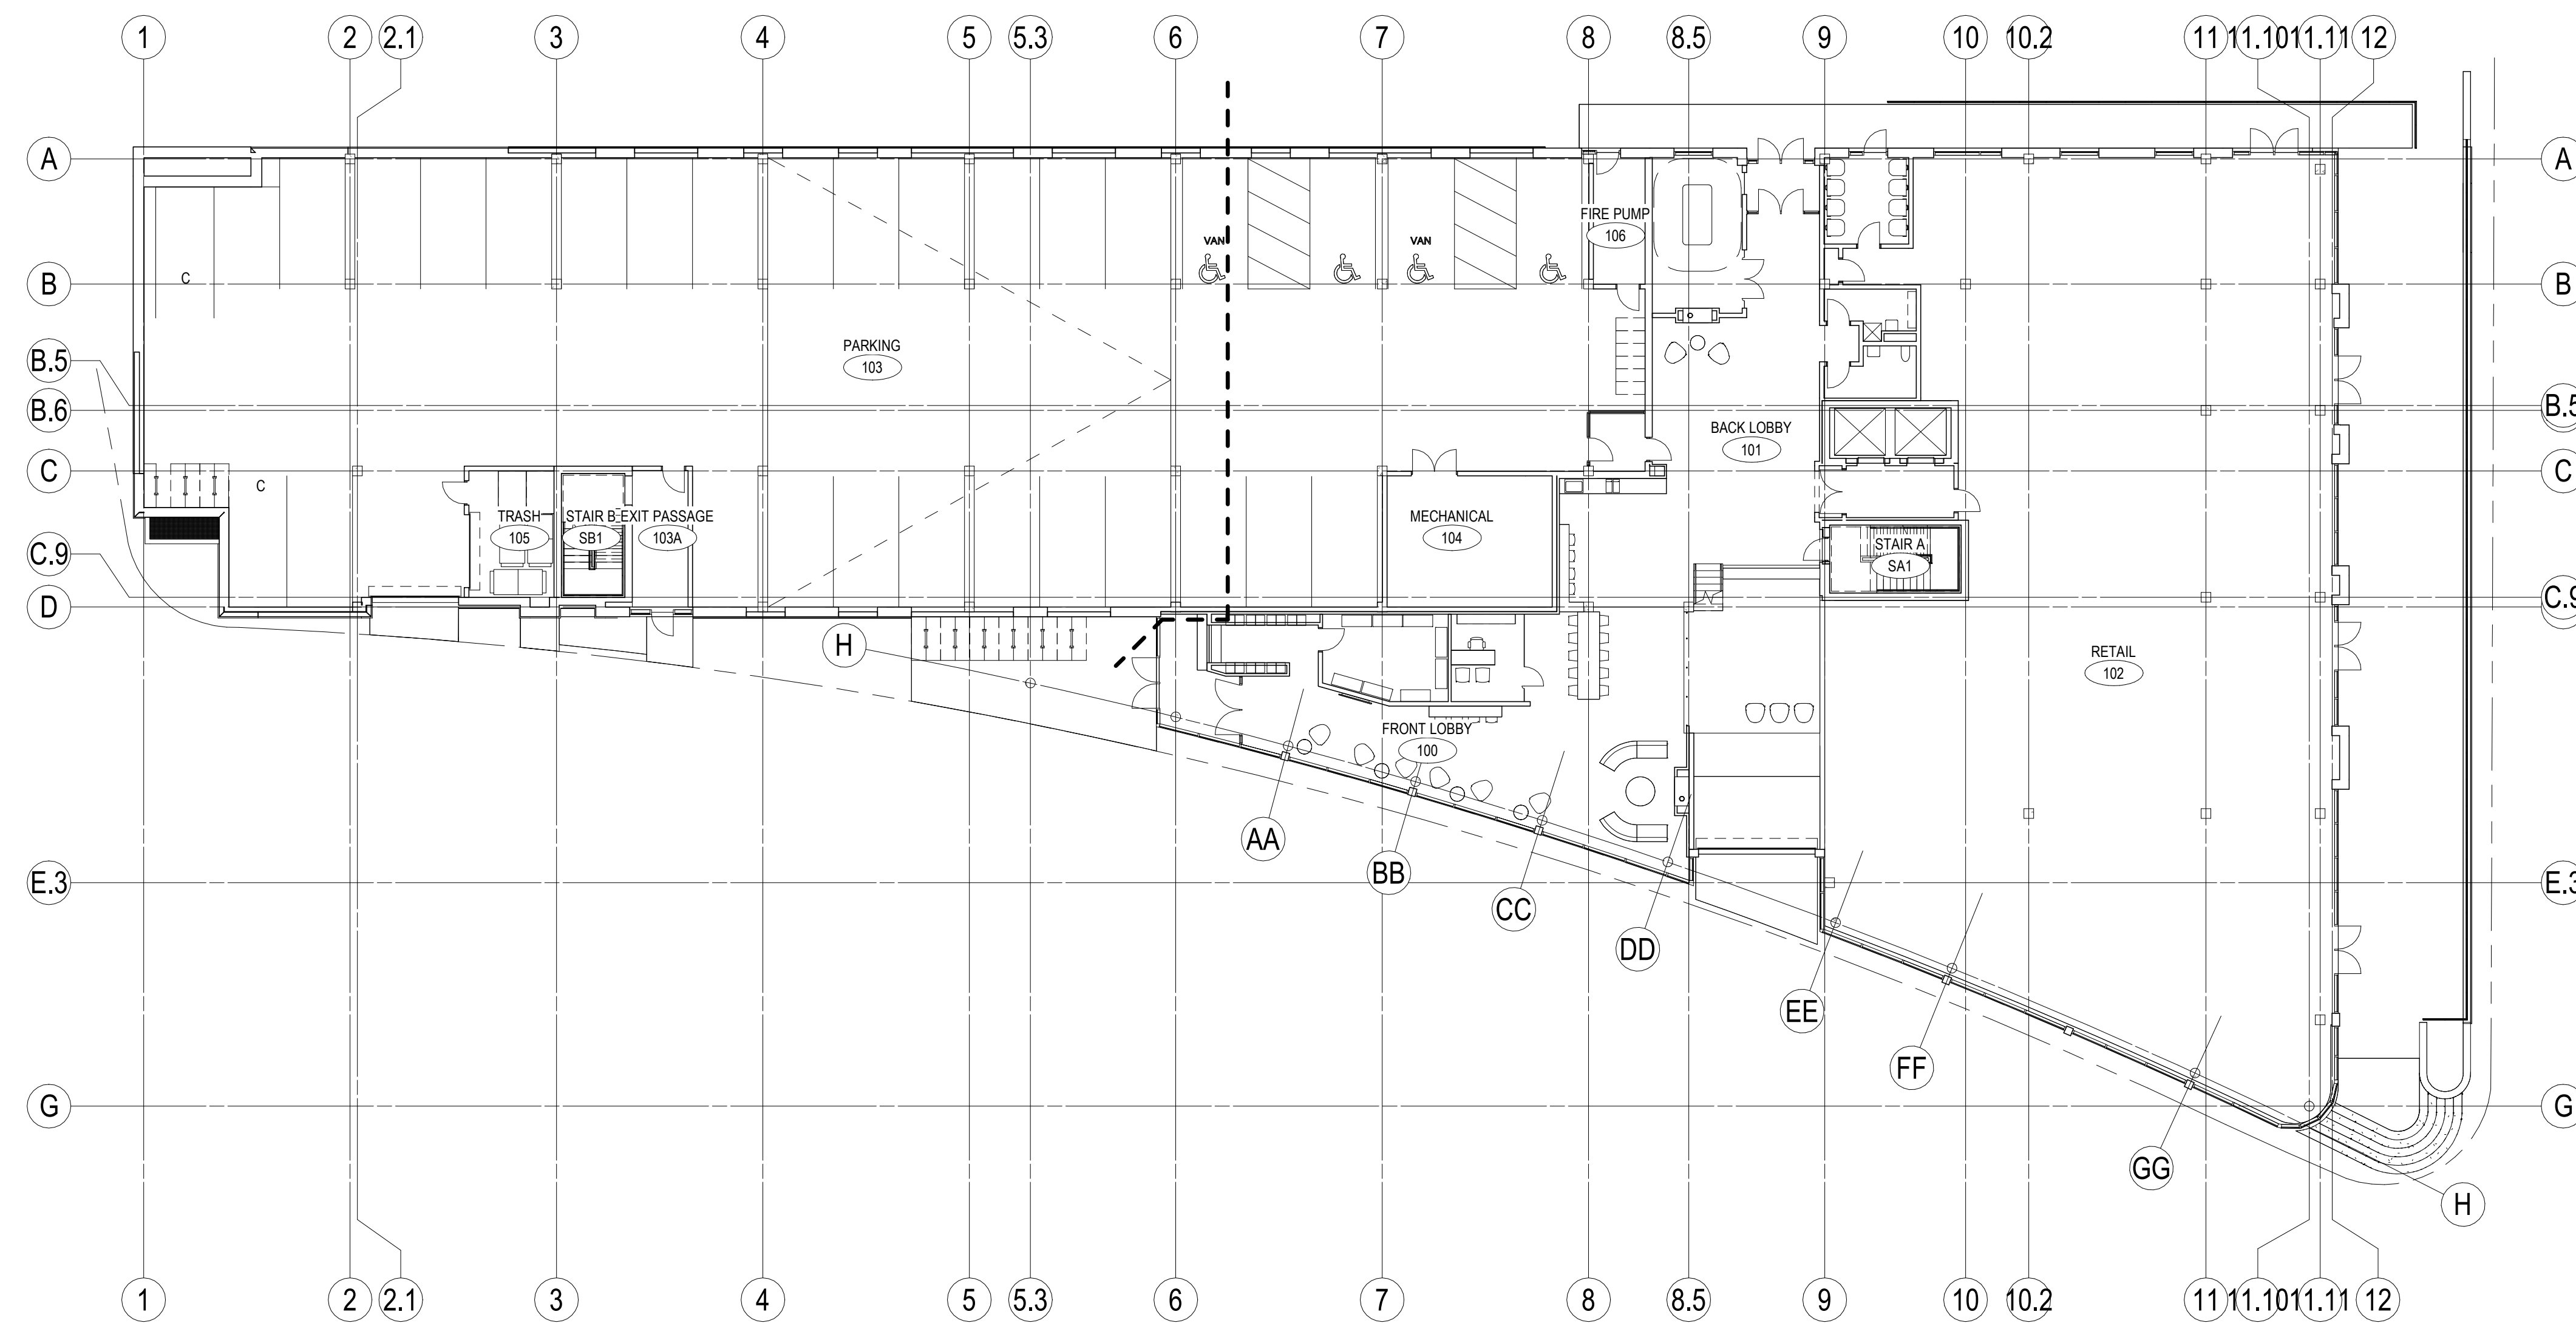 1 2 2.1 3 4 5 5.3 6 7 8 8.5 9 10 10.2 11 11.10 11.11 12
A A
FIRE PUMP
106
VAN VAN
C
B B
PARKING
103
B.5 B.5
B.6
BACK LOBBY
101
C C
C
TRASH STAIR B EXIT PASSAGE MECHANICAL
105 SB1 103A 104
STAIR A
SA1
C.9 C.9
D
H
RETAIL
102
FRONT LOBBY
100
AA
BB
E.3 E.3
CC
DD
EE
FF
G G
GG
H
1 2 2.1 3 4 5 5.3 6 7 8 8.5 9 10 10.2 11 11.10 11.11 12